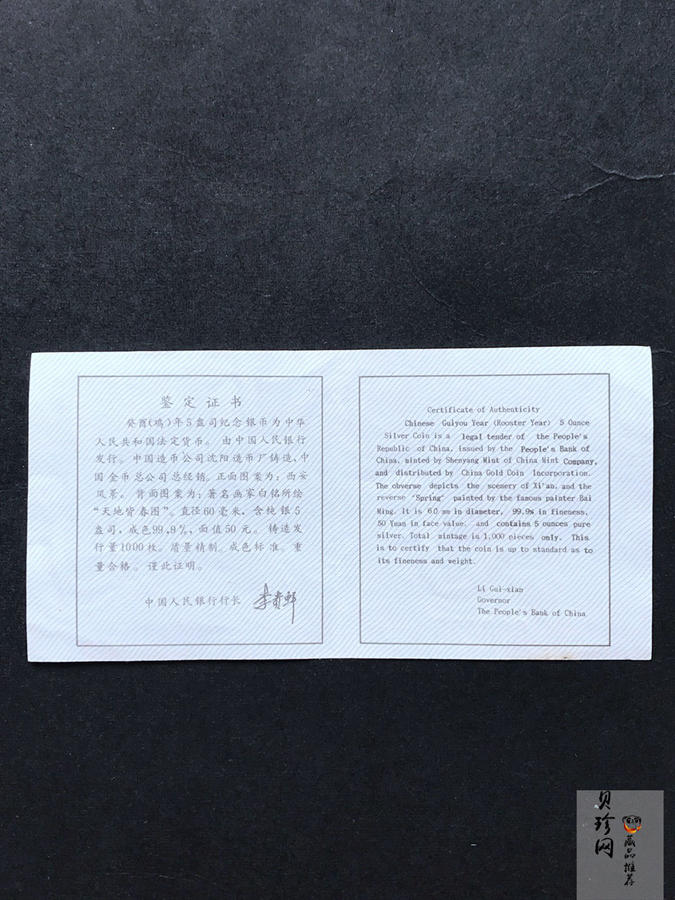 鉴定证书
癸酉(鸡)年5盎司纪念银币为中华
人民共和国法定货币。由中国人民银行
发行。中国造币公司沈阳造币厂铸造,中
国金币总公司总经销。正面图案为:西安
风景。背面图案为:著名画家白铭所绘
“天地皆春图”。直径60毫米,含纯银5
盎司,成色99.9%,面值50元。铸造发
行量1000枚。质量精制。成色标准。重
量合格。谨此证明。
中国人民银行行长 李贵鲜
Certificate of Authenticity
Chinese Guiyou Year (Rooster Year) 5 Ounce
Silver Coin is a legal tender of the People's
Republic of China, issued by the People's Bank of
China, minted by Shenyang Mint of China Mint Company,
and distributed by China Gold Coin Incorporation.
The obverse depicts the scenery of Xi'an, and the
reverse "Spring" painted by the famous painter Bai
Ming. It is 60 mm in diameter, 99.9% in fineness,
50 Yuan in face value, and contains 5 ounces pure
silver. Total mintage is 1,000 pieces only. This
is to certify that the coin is up to standard as to
its fineness and weight.
Li Gui-xian
Governor
The People's Bank of China
贝珍网
藏品推荐